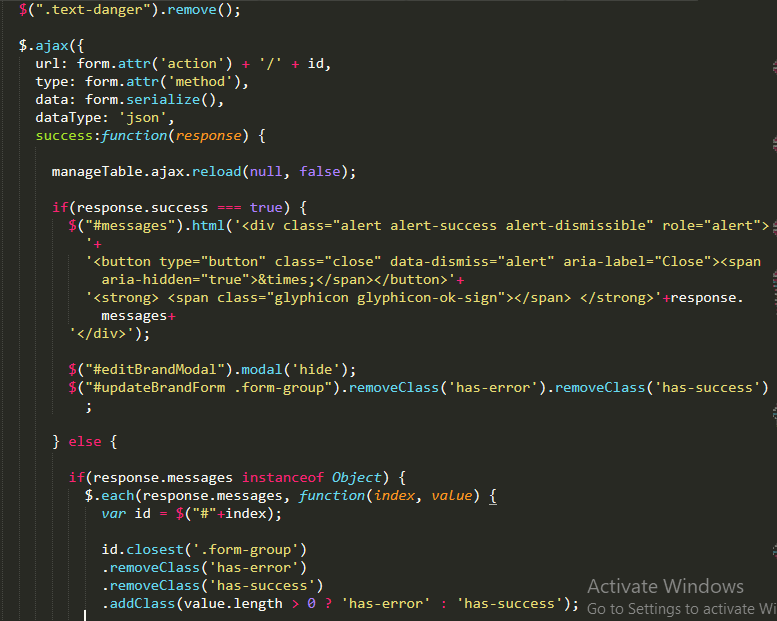 $(".text-danger").remove();
$.ajax({
url: form.attr('action') + '/' + id,
type: form.attr('method'),
data: form.serialize(),
dataType: 'json',
success:function(response) {
manageTable.ajax.reload(null, false);
if(response.success === true) {
$("#messages").html('<div class="alert alert-success alert-dismissible" role="alert">
'+
'<button type="button" class="close" data-dismiss="alert" aria-label="Close"><span
aria-hidden="true">&times;</span></button>'+
'<strong> <span class="glyphicon glyphicon-ok-sign"></span> </strong>'+response.
messages+
'</div>');
$("#editBrandModal").modal('hide');
$("#updateBrandForm .form-group").removeClass('has-error').removeClass('has-success')
;
} else {
if(response.messages instanceof Object) {
$.each(response.messages, function(index, value) {
var id = $("#"+index);
id.closest('.form-group')
.removeClass('has-error')
.removeClass('has-success')
.addClass(value.length > 0 ? 'has-error' : 'has-success');
Activate Windows
Go to Settings to activate Wi